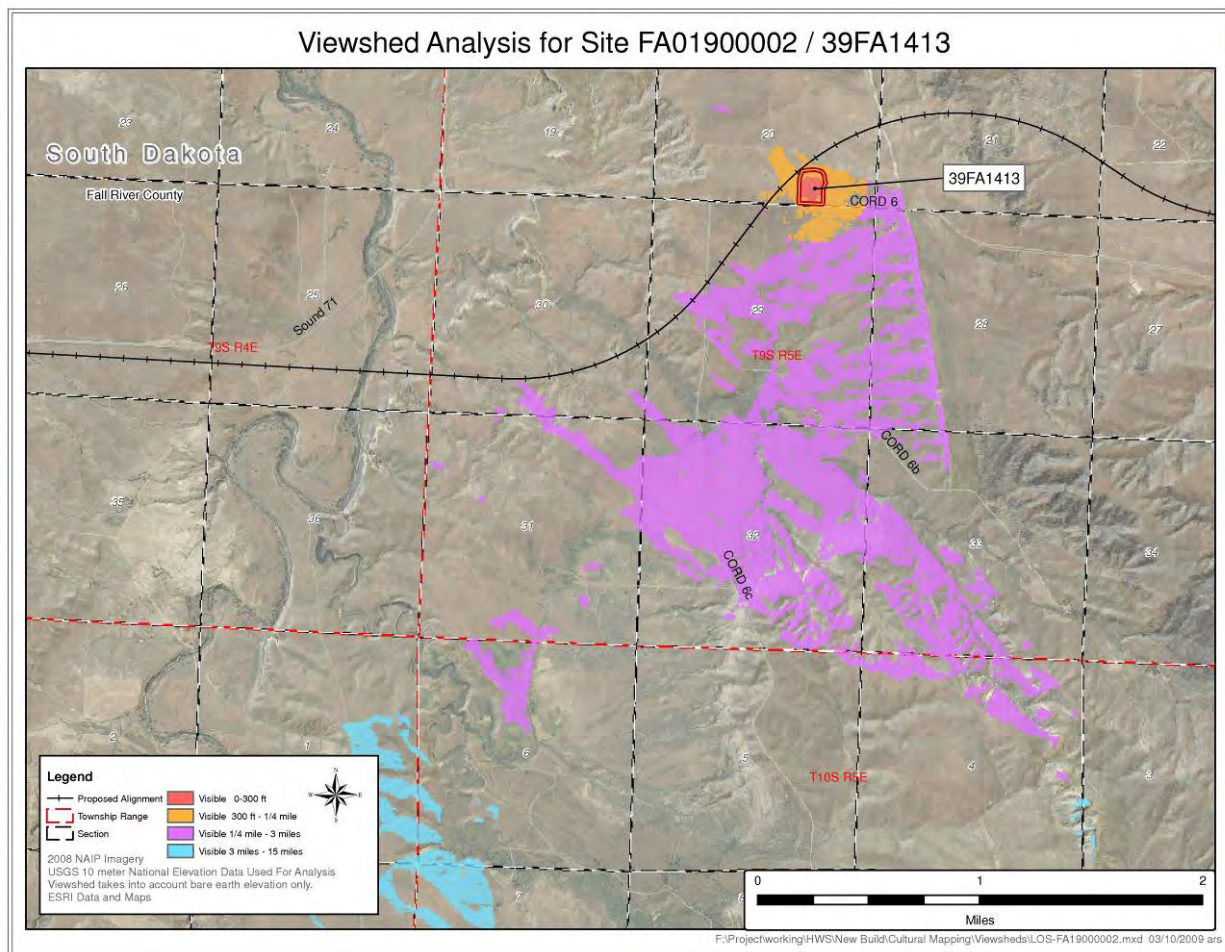 Viewshed Analysis for Site FA01900002 / 39FA1413
23
24
19
20
21
22
South Dakota
Fall River County
39FA1413
CORD 6
26
25
Sound 71
30
29
28
27
T9S R4E
T9S R5E
CORD 6b
35
36
31
32
CORD 6c
33
34
2
1
6
5
T10S R5E
4
3
7
Legend
Proposed Alignment
Township Range
Section
Visible 0-300 ft
Visible 300 ft - 1/4 mile
Visible 1/4 mile - 3 miles
Visible 3 miles - 15 miles
N
W
E
S
2008 NAIP Imagery
USGS 10 meter National Elevation Data Used For Analysis
Viewshed takes into account bare earth elevation only.
ESRI Data and Maps
0
1
2
Miles
F:\Project\working\HWS\New Build\Cultural Mapping\Viewsheds\LOS-FA19000002.mxd 03/10/2009 ars